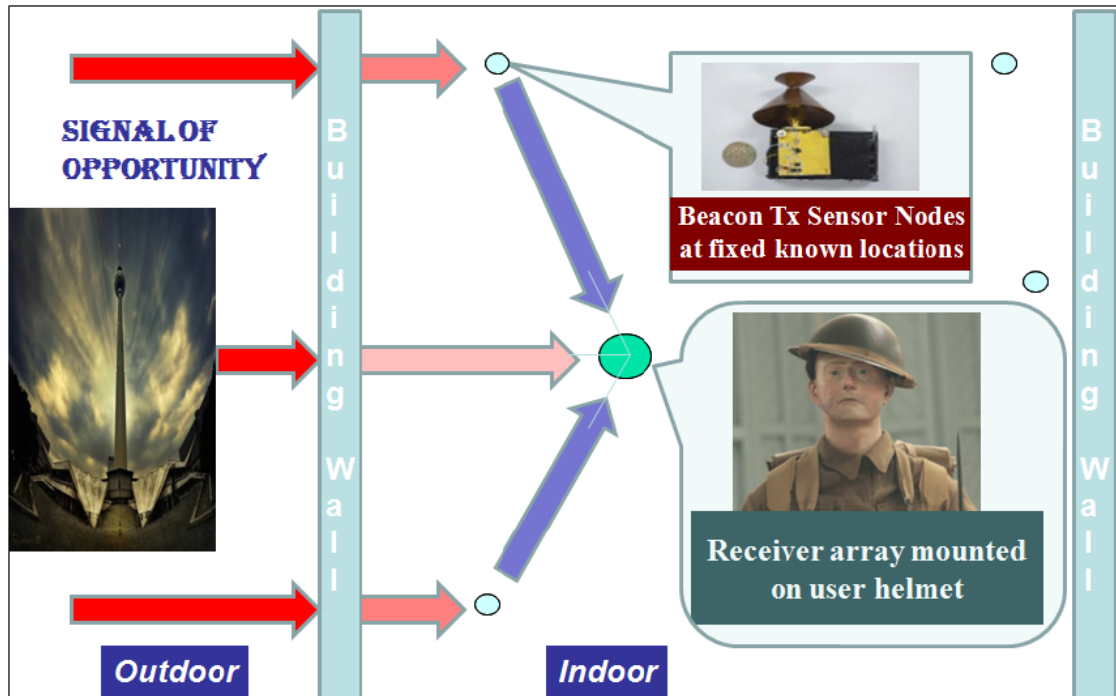 SIGNAL OF
OPPORTUNITY
Building Wall
Beacon Tx Sensor Nodes
at fixed known locations
Receiver array mounted
on user helmet
Building Wall
Outdoor
Indoor